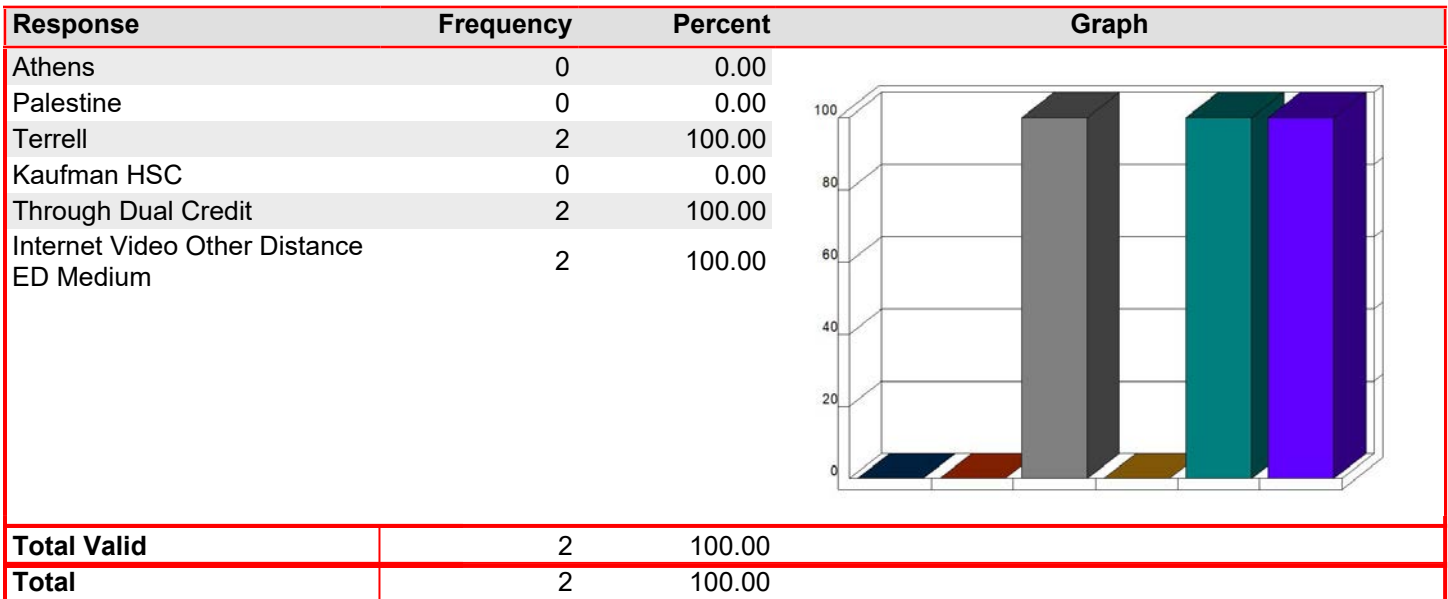 Response Frequency Percent Graph
Athens 0 0.00
Palestine 0 0.00
Terrell 2 100.00
Kaufman HSC 0 0.00
Through Dual Credit 2 100.00
Internet Video Other Distance
ED Medium 2 100.00
100
80
60
40
20
0
Total Valid 2 100.00
Total 2 100.00